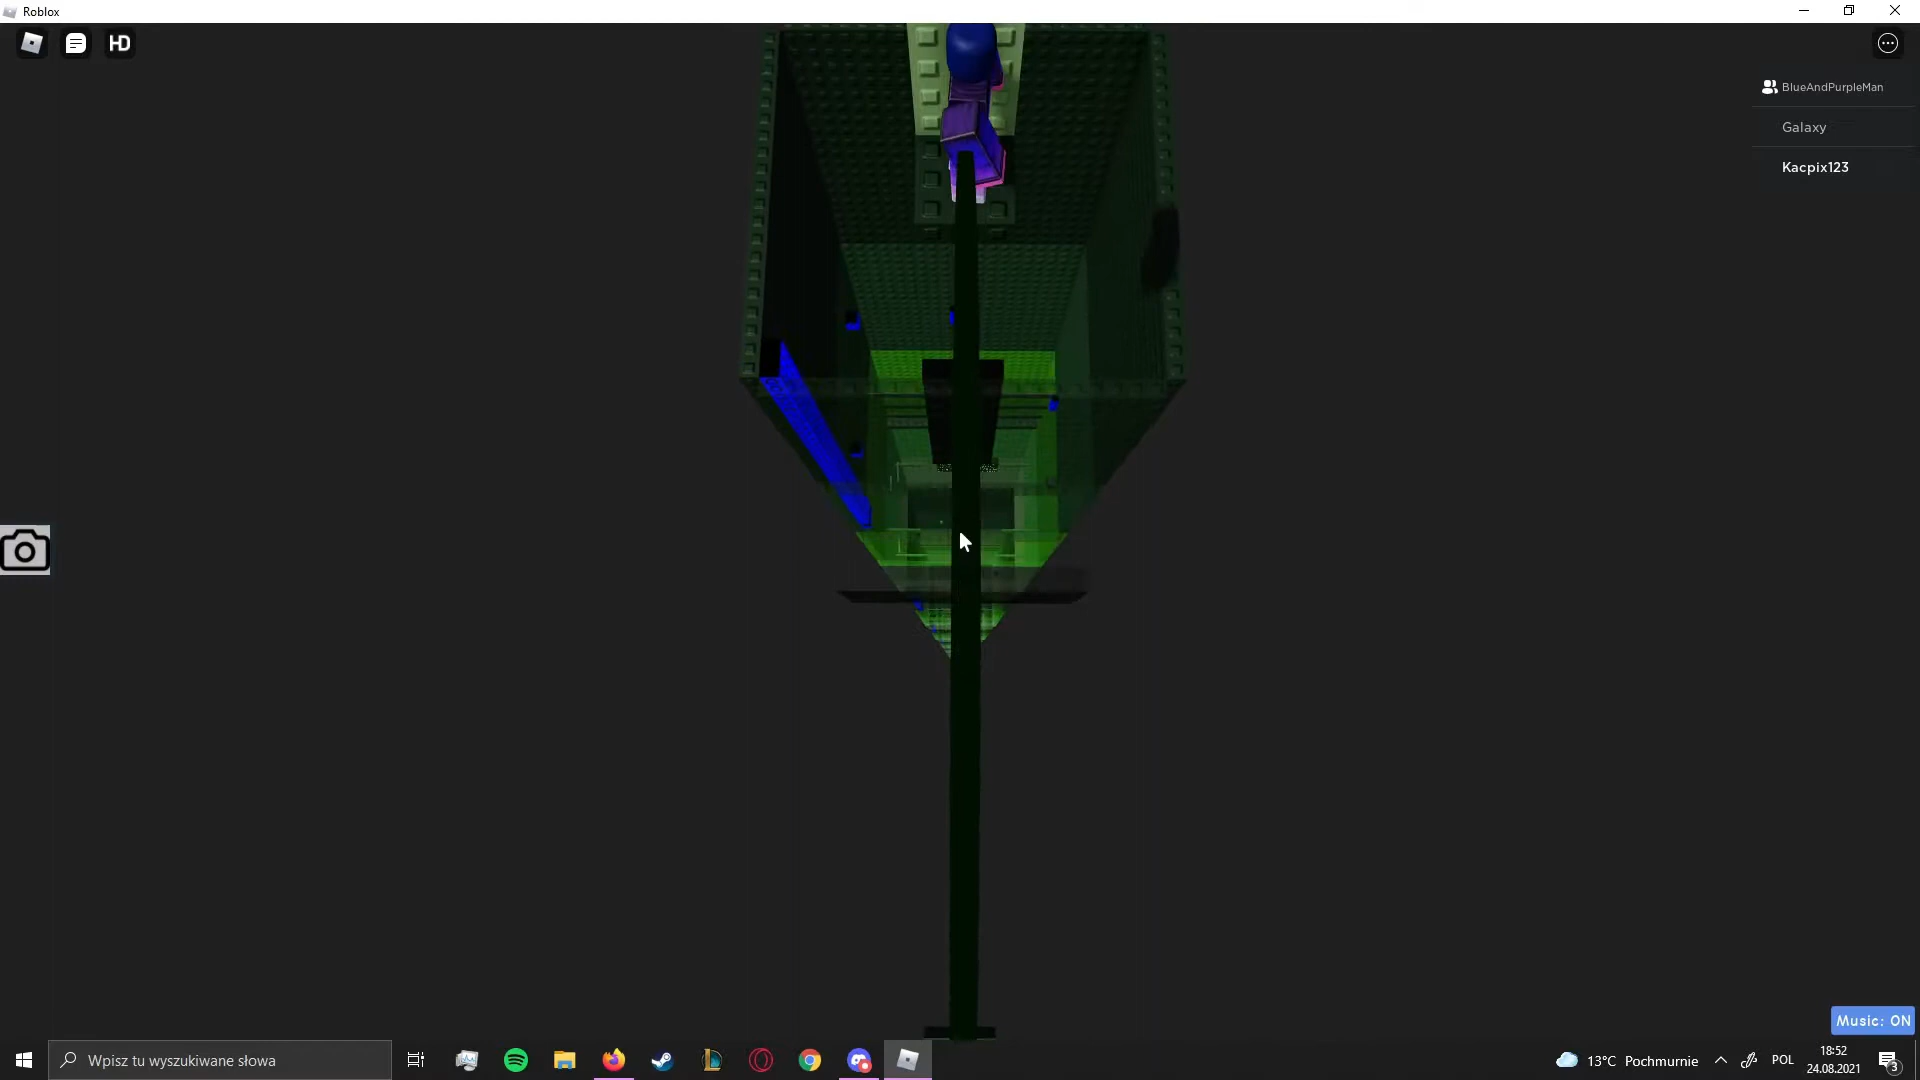 Roblox
HD
BlueAndPurpleMan
Galaxy
Kacpix123
Music: ON
Wpisz tu wyszukiwane słowa
13°C Pochmurnie
POL
18:52
24.08.2021
3